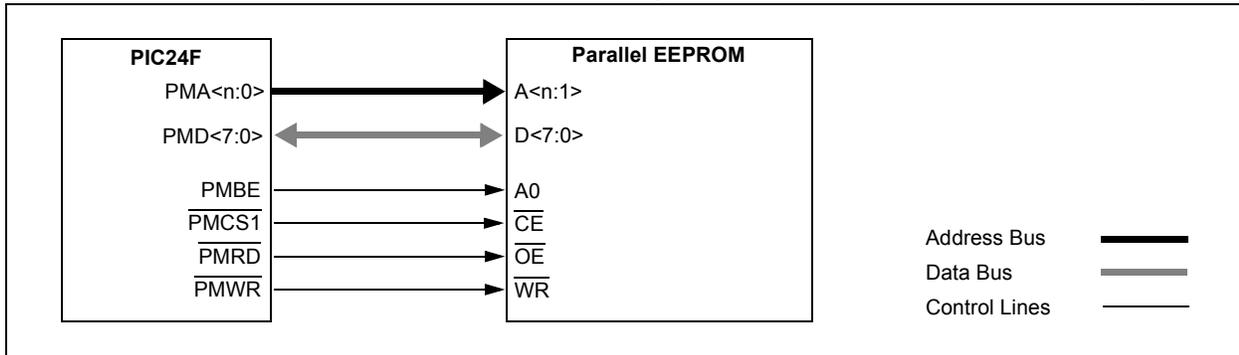 PIC24F
Parallel EEPROM
PMA<n:0>
A<n:1>
PMD<7:0>
D<7:0>
PMBE
A0
PMCS1
CE
PMRD
OE
PMWR
WR
Address Bus
Data Bus
Control Lines